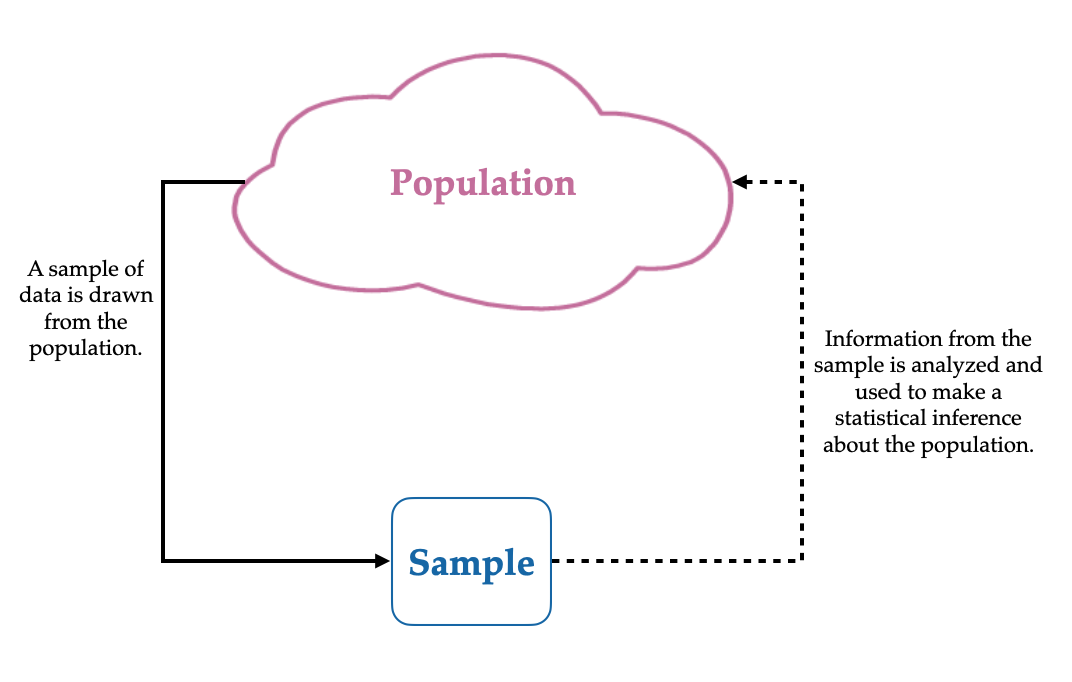 Population
A sample of
data is drawn
from the
population.
Information from the
sample is analyzed and
used to make a
statistical inference
about the population.
Sample